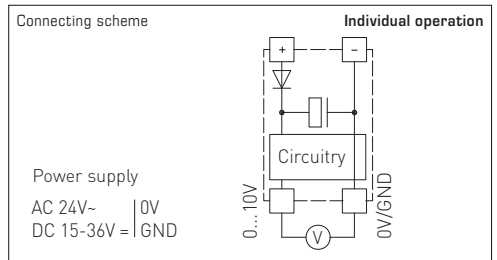 Connecting scheme
Individual operation
+ −
Circuitry
Power supply
AC 24V~ 0V
DC 15-36V = GND
0...10V
0V/GND
V